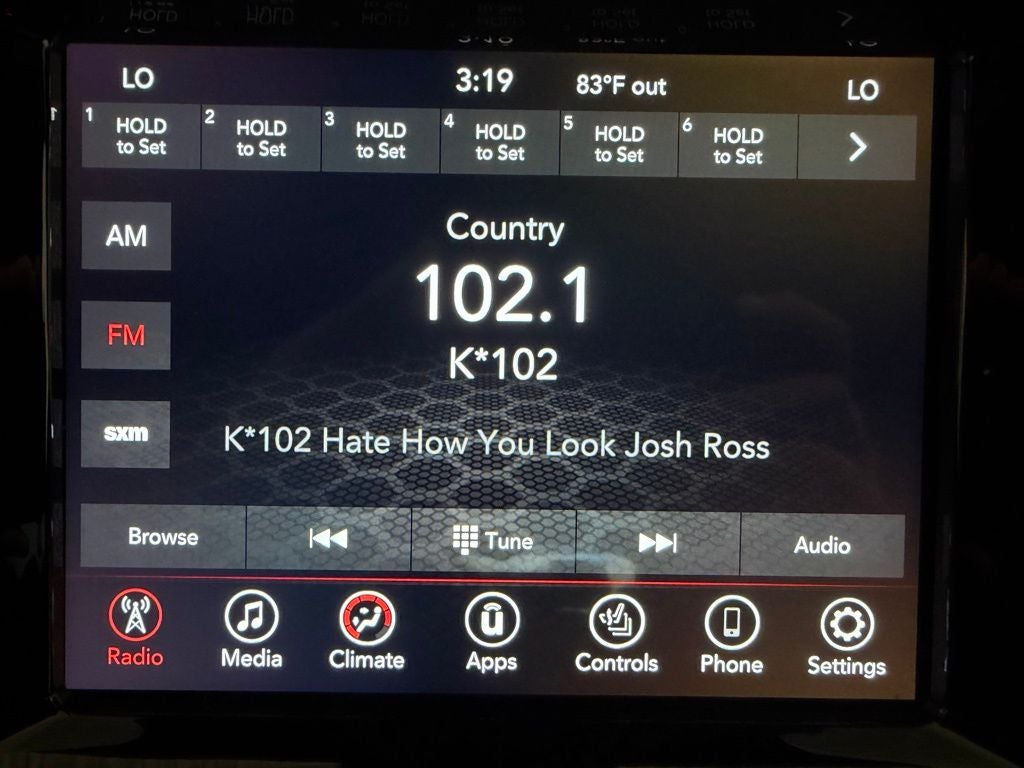 LO 3:19 83°F out LO
1 HOLD to Set
2 HOLD to Set
3 HOLD to Set
4 HOLD to Set
5 HOLD to Set
6 HOLD to Set
AM
Country
102.1
FM
K*102
sxm
K*102 Hate How You Look Josh Ross
Browse Tune Audio
Radio Media Climate Apps Controls Phone Settings